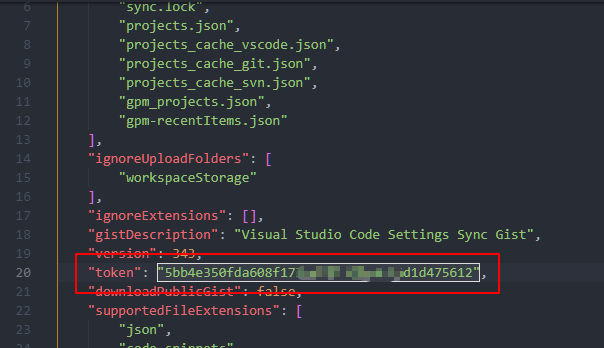 6 "sync.lock",
7 "projects.json",
8 "projects_cache_vscode.json",
9 "projects_cache_git.json",
10 "projects_cache_svn.json",
11 "gpm_projects.json",
12 "gpm-recentItems.json"
13 ],
14 "ignoreUploadFolders": [
15 "workspaceStorage"
16 ],
17 "ignoreExtensions": [],
18 "gistDescription": "Visual Studio Code Settings Sync Gist",
19 "version": 343,
20 "token": "5bb4e350fda608f17 d1d475612",
21 "downloadPublicGist": false,
22 "supportedFileExtensions": [
23 "json",
24 "code-snippets",